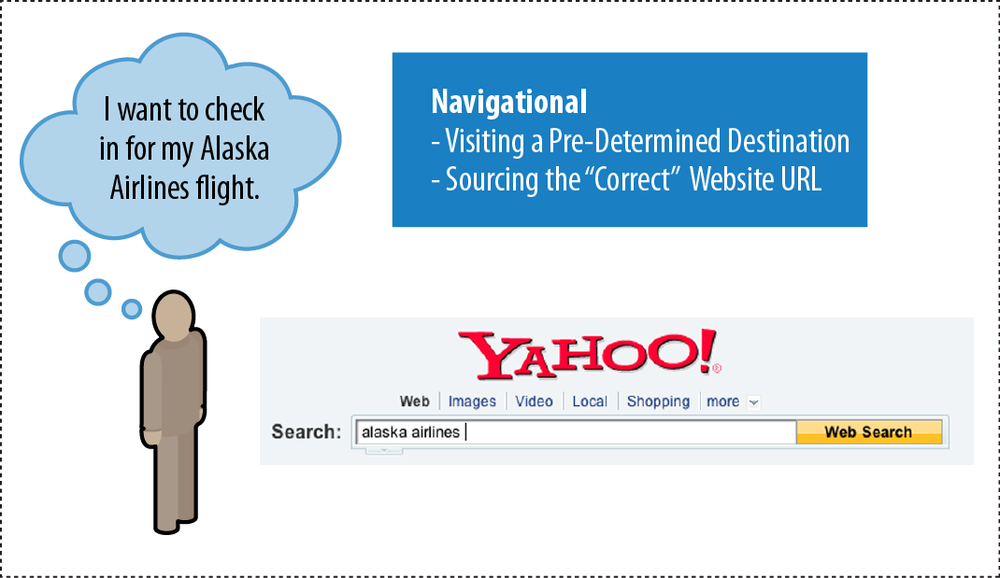 I want to check
in for my Alaska
Airlines flight.
Navigational
- Visiting a Pre-Determined Destination
- Sourcing the “Correct” Website URL
YAHOO!®
Web Images Video Local Shopping more
Search: alaska airlines Web Search